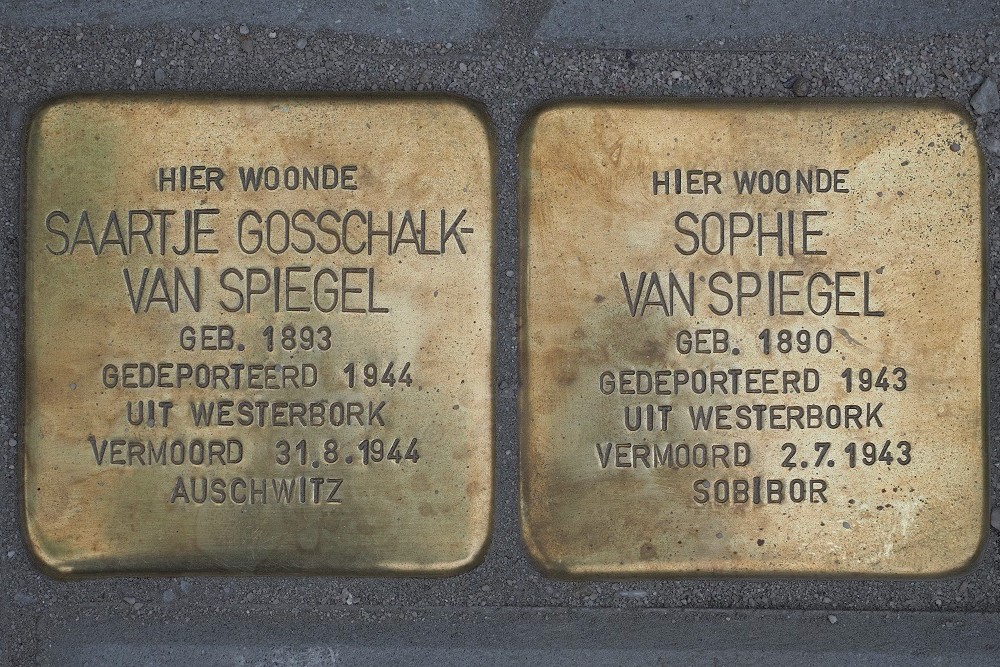 HIER WOONDE
SAARTJE GOSSCHALK-
VAN SPIEGEL
GEB. 1893
GEDEPORTEERD 1944
UIT WESTERBORK
VERMOORD 31.8.1944
AUSCHWITZ
HIER WOONDE
SOPHIE
VAN SPIEGEL
GEB. 1890
GEDEPORTEERD 1943
UIT WESTERBORK
VERMOORD 2.7.1943
SOBIBOR